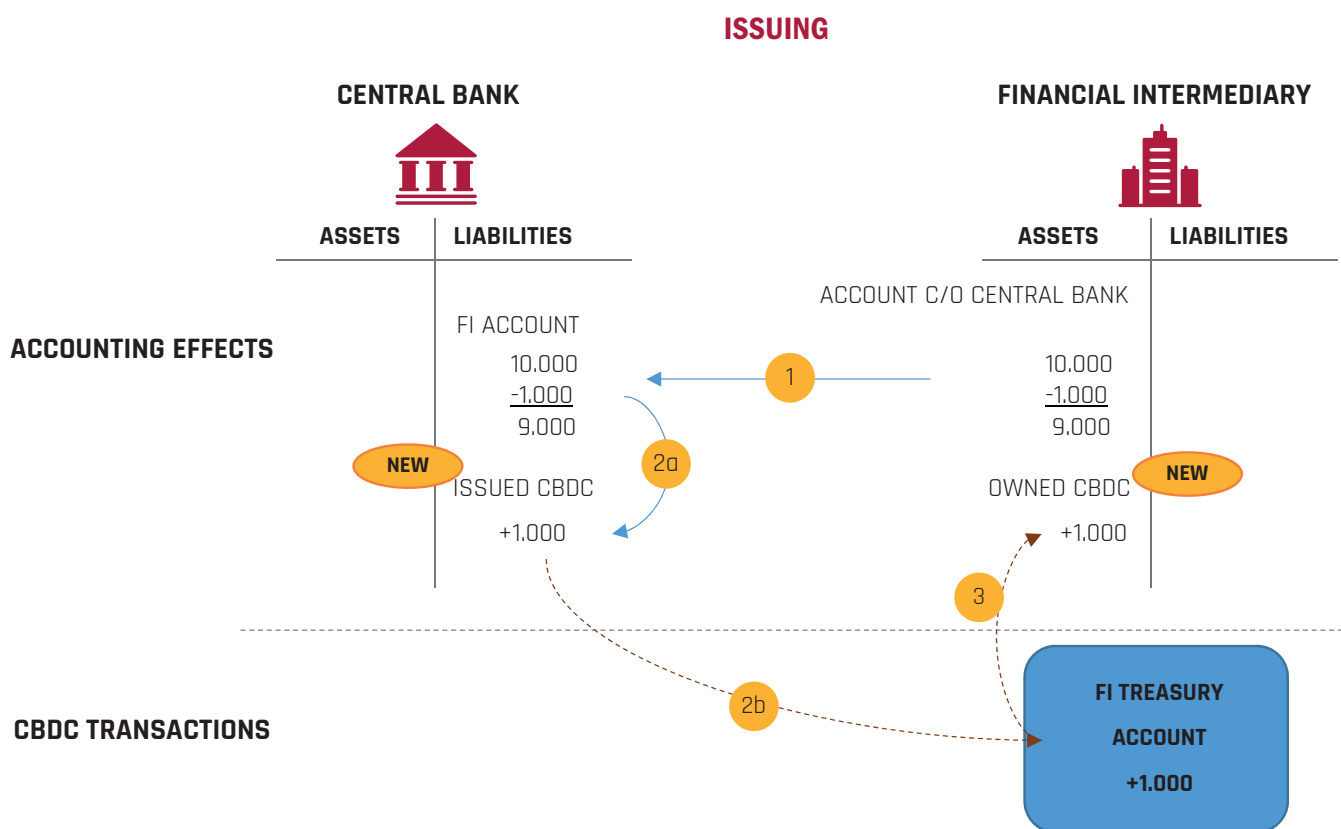 ISSUING
CENTRAL BANK
FINANCIAL INTERMEDIARY
ASSETS
LIABILITIES
ASSETS
LIABILITIES
ACCOUNTING EFFECTS
FI ACCOUNT
10.000
-1.000
9.000
NEW
ISSUED CBDC
+1.000
1
2a
ACCOUNT C/O CENTRAL BANK
10.000
-1.000
9.000
NEW
OWNED CBDC
+1.000
3
CBDC TRANSACTIONS
2b
FI TREASURY
ACCOUNT
+1.000